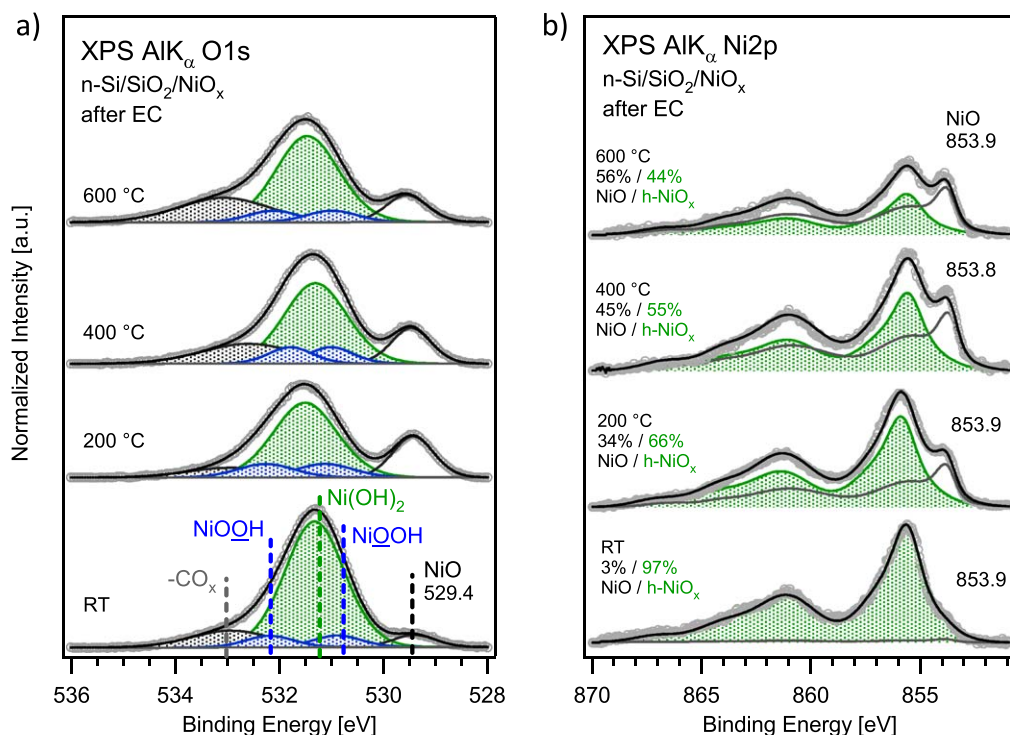 a)
XPS AlKα O1s
n-Si/SiO2/NiOx
after EC
600 °C
400 °C
200 °C
Ni(OH)2
NiOOH
NiOOH
-COx
NiO
529.4
RT
Normalized Intensity [a.u.]
536 534 532 530 528
Binding Energy [eV]
b)
XPS AlKα Ni2p
n-Si/SiO2/NiOx
after EC
NiO
853.9
600 °C
56% / 44%
NiO / h-NiOx
853.8
400 °C
45% / 55%
NiO / h-NiOx
853.9
200 °C
34% / 66%
NiO / h-NiOx
853.9
RT
3% / 97%
NiO / h-NiOx
870 865 860 855
Binding Energy [eV]